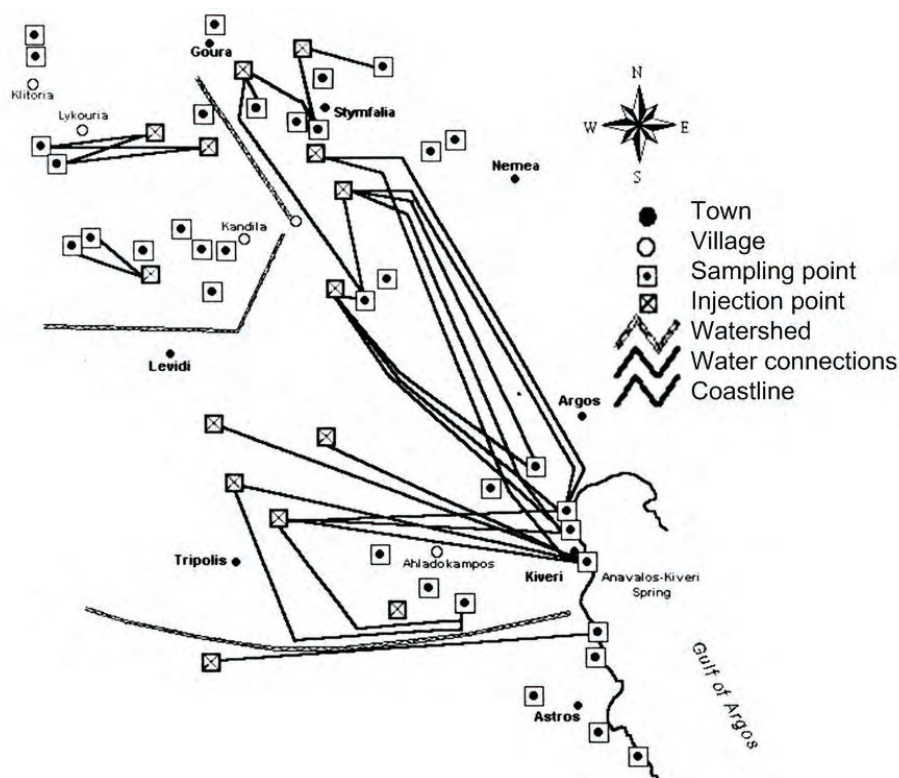 Goura
Klitoria
Lykouria
Stymfalia
Nemea
Kandila
Levidi
Argos
Tripolis
Ahladokampos
Kiveri
Anavalos-Kiveri
Spring
Astros
Gulf of Argos
N
W
E
S
Town
Village
Sampling point
Injection point
Watershed
Water connections
Coastline